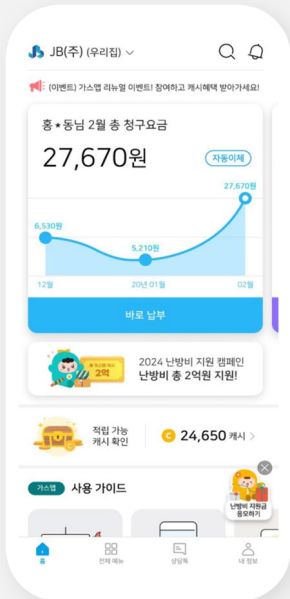 JB(주) (우리집)
(이벤트) 가스앱 리뉴얼 이벤트! 참여하고 캐시혜택 받아가세요!
홍*동님 2월 총 청구요금
27,670원
자동이체
27,670원
6,530원
5,210원
12월 20년 01월 02월
바로 납부
2억
2024 난방비 지원 캠페인
난방비 총 2억원 지원!
적립 가능
캐시 확인
C 24,650 캐시 >
가스앱 사용 가이드
난방비 지원금
응모하기
홈 전체 메뉴 상담톡 내 정보